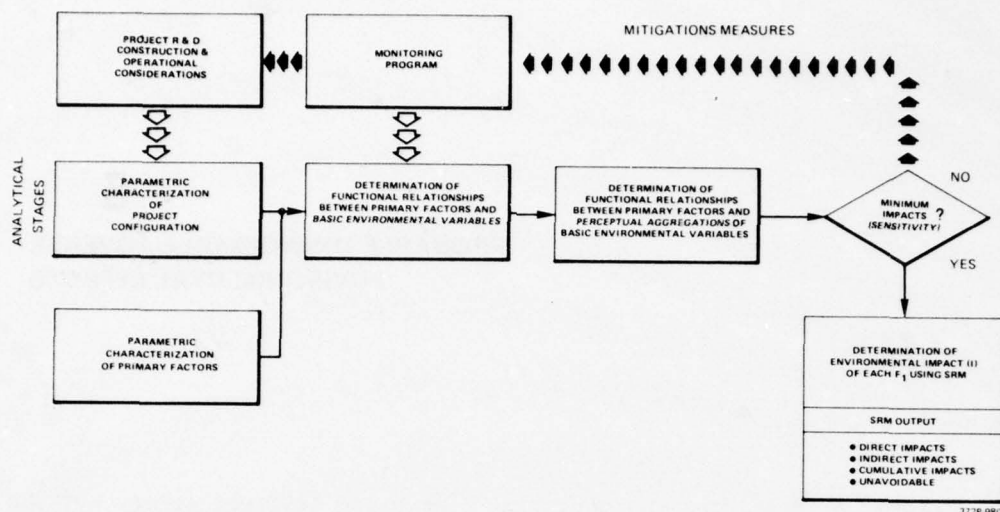 PROJECT R & D
CONSTRUCTION &
OPERATIONAL
CONSIDERATIONS
MONITORING
PROGRAM
MITIGATIONS MEASURES
ANALYTICAL
STAGES
PARAMETRIC
CHARACTERIZATION
OF
PROJECT
CONFIGURATION
DETERMINATION OF
FUNCTIONAL RELATIONSHIPS
BETWEEN PRIMARY FACTORS AND
BASIC ENVIRONMENTAL VARIABLES
DETERMINATION OF
FUNCTIONAL RELATIONSHIPS
BETWEEN PRIMARY FACTORS AND
PERCEPTUAL AGGREGATIONS OF
BASIC ENVIRONMENTAL VARIABLES
NO
MINIMUM
IMPACTS ?
(SENSITIVITY)
YES
PARAMETRIC
CHARACTERIZATION
OF PRIMARY FACTORS
DETERMINATION OF
ENVIRONMENTAL IMPACT (I)
OF EACH F1 USING SRM
SRM OUTPUT
● DIRECT IMPACTS
● INDIRECT IMPACTS
● CUMULATIVE IMPACTS
● UNAVOIDABLE